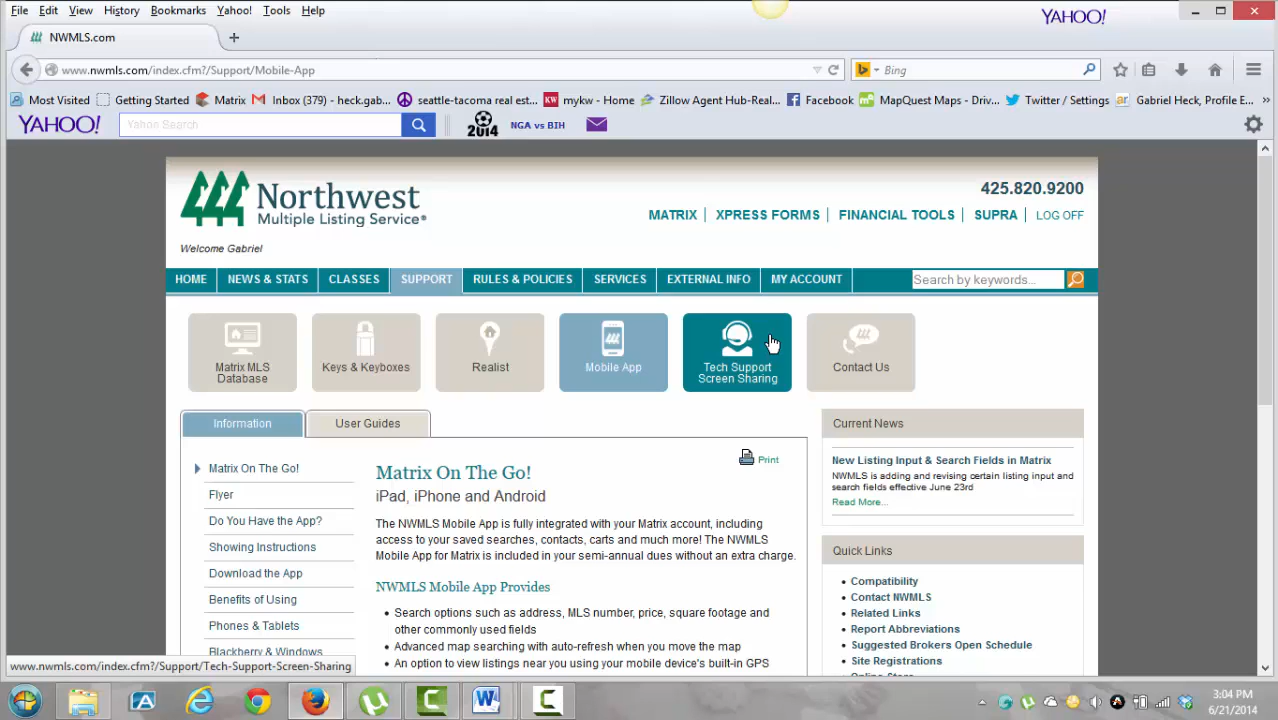 File Edit View History Bookmarks Yahoo! Tools Help
YAHOO!
NWMLS.com
www.nwmls.com/index.cfm?/Support/Mobile-App
Bing
Most Visited Getting Started Matrix Inbox (379) - heck.gab... seattle-tacoma real est... mykw - Home Zillow Agent Hub-Real... Facebook MapQuest Maps - Driv... Twitter / Settings Gabriel Heck, Profile E...
YAHOO! Yahoo Search 2014 NGA vs BIH
Northwest
Multiple Listing Service®
425.820.9200
MATRIX | XPRESS FORMS | FINANCIAL TOOLS | SUPRA | LOG OFF
Welcome Gabriel
HOME NEWS & STATS CLASSES SUPPORT RULES & POLICIES SERVICES EXTERNAL INFO MY ACCOUNT Search by keywords...
Matrix MLS
Database
Keys & Keyboxes
Realist
Mobile App
Tech Support
Screen Sharing
Contact Us
Information
User Guides
Matrix On The Go!
Flyer
Do You Have the App?
Showing Instructions
Download the App
Benefits of Using
Phones & Tablets
Blackberry & Windows
Print
Matrix On The Go!
iPad, iPhone and Android
The NWMLS Mobile App is fully integrated with your Matrix account, including
access to your saved searches, contacts, carts and much more! The NWMLS
Mobile App for Matrix is included in your semi-annual dues without an extra charge.
NWMLS Mobile App Provides
• Search options such as address, MLS number, price, square footage and
other commonly used fields
• Advanced map searching with auto-refresh when you move the map
• An option to view listings near you using your mobile device's built-in GPS
Current News
New Listing Input & Search Fields in Matrix
NWMLS is adding and revising certain listing input and
search fields effective June 23rd
Read More...
Quick Links
• Compatibility
• Contact NWMLS
• Related Links
• Report Abbreviations
• Suggested Brokers Open Schedule
• Site Registrations
• Online Store
www.nwmls.com/index.cfm?/Support/Tech-Support-Screen-Sharing
3:04 PM
6/21/2014